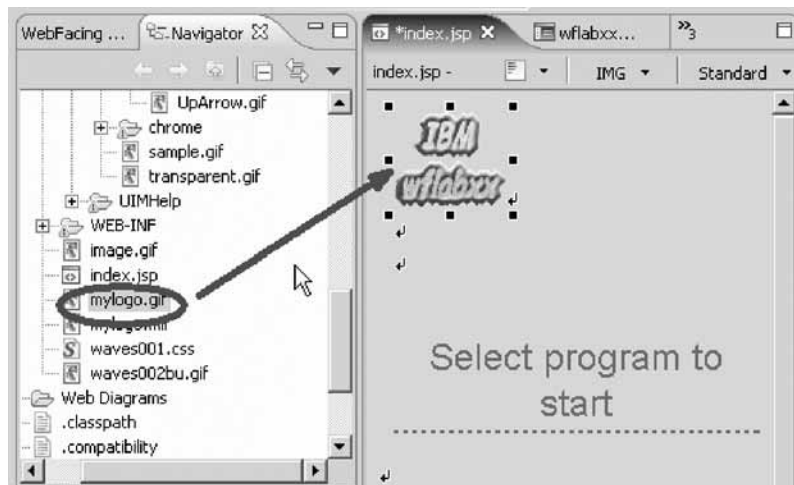 WebFacing ... Navigator
UpArrow.gif
chrome
sample.gif
transparent.gif
UIMHelp
WEB-INF
image.gif
index.jsp
mylogo.gif
waves001.css
waves002bu.gif
Web Diagrams
.classpath
.compatibility
*index.jsp wflabxx... »3
index.jsp - IMG Standard
IBM
wflabxx
Select program to
start